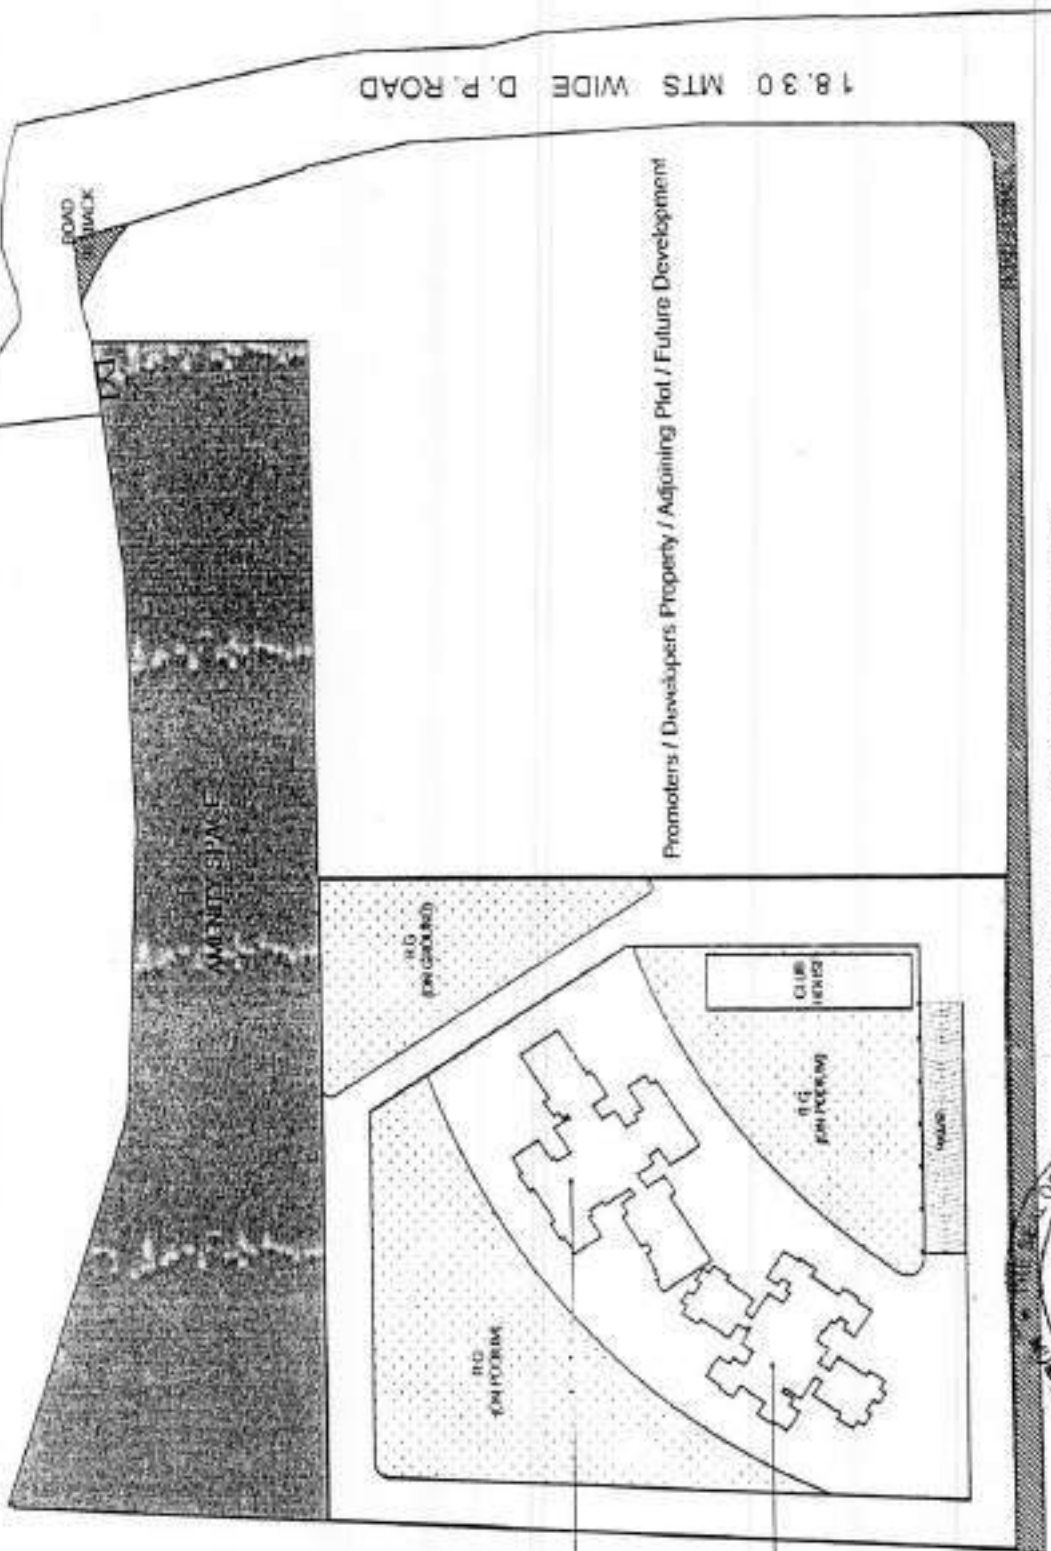 18.30 MTS WIDE D.P. ROAD
ROAD
Promoters / Developers Property / Adjoining Plot / Future Development
AMENITY SPACE
R G
(ON GROUND)
CLUB
HOUSE
R G
(ON PODIUM)
R G
(ON PODIUM)